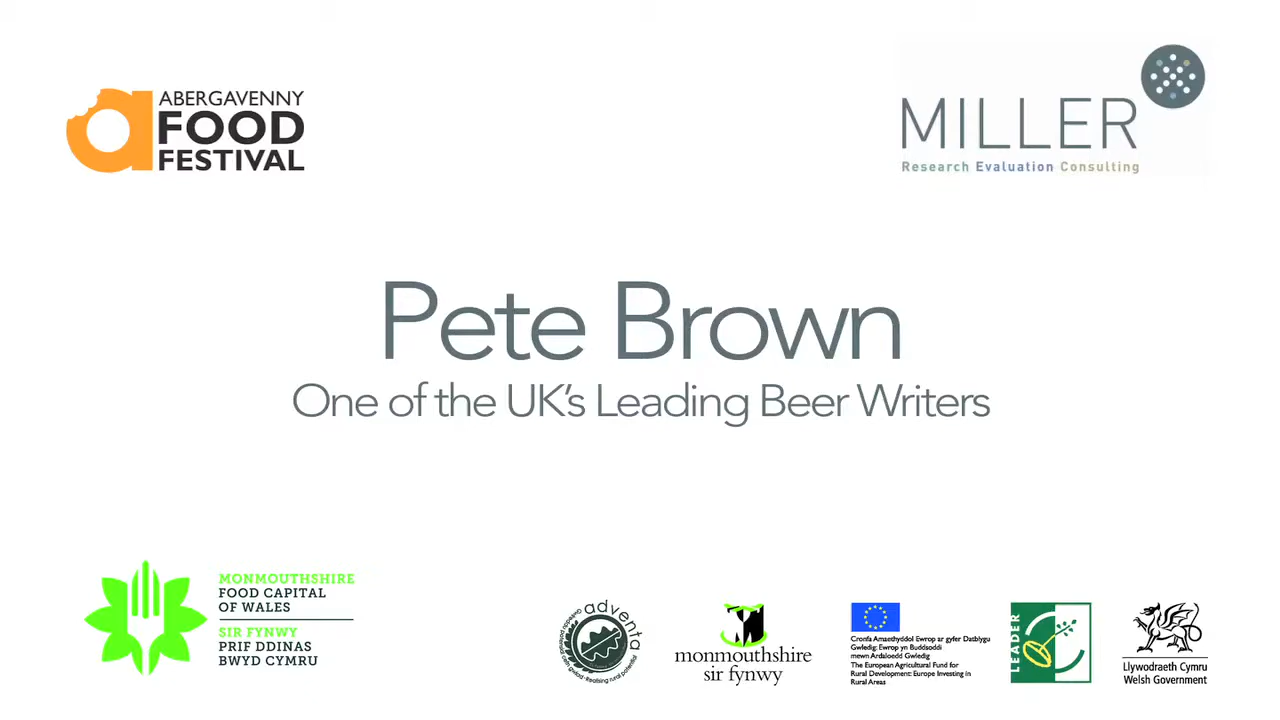 ABERGAVENNY
FOOD
FESTIVAL
MILLER
Research Evaluation Consulting
Pete Brown
One of the UK's Leading Beer Writers
MONMOUTHSHIRE
FOOD CAPITAL
OF WALES
SIR FYNWY
PRIF DDINAS
BWYD CYMRU
adventa
Realising rural potential
monmouthshire
sir fynwy
Cronfa Amaethyddol Ewrop ar gyfer Datblygu
Gwledig: Ewrop yn Buddsoddi
mewn Ardaloedd Gwledig
The European Agricultural Fund for
Rural Development: Europe Investing in
Rural Areas
LEADER
Llywodraeth Cymru
Welsh Government